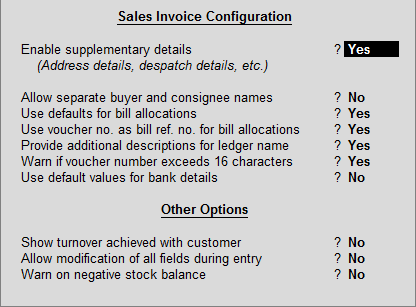 Sales Invoice Configuration
Enable supplementary details ? Yes
(Address details, despatch details, etc.)
Allow separate buyer and consignee names ? No
Use defaults for bill allocations ? Yes
Use voucher no. as bill ref. no. for bill allocations ? Yes
Provide additional descriptions for ledger name ? Yes
Warn if voucher number exceeds 16 characters ? Yes
Use default values for bank details ? No
Other Options
Show turnover achieved with customer ? No
Allow modification of all fields during entry ? No
Warn on negative stock balance ? No